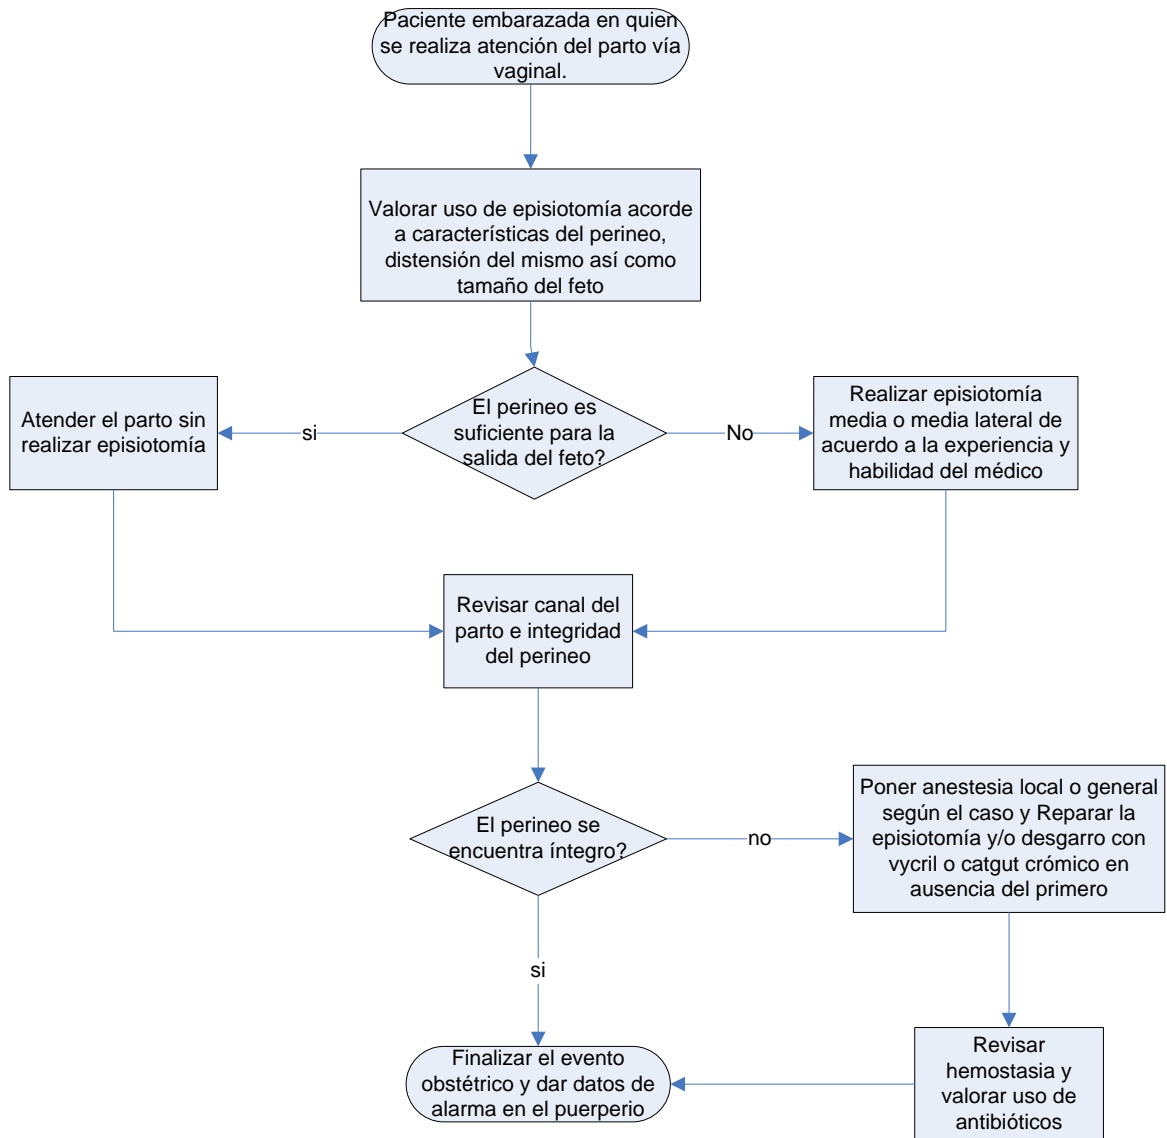 Paciente embarazada en quien
se realiza atención del parto vía
vaginal.
Valorar uso de episiotomía acorde
a características del perineo,
distensión del mismo así como
tamaño del feto
El perineo es
suficiente para la
salida del feto?
si
No
Atender el parto sin
realizar episiotomía
Realizar episiotomía
media o media lateral de
acuerdo a la experiencia y
habilidad del médico
Revisar canal del
parto e integridad
del perineo
El perineo se
encuentra íntegro?
no
Poner anestesia local o general
según el caso y Reparar la
episiotomía y/o desgarro con
vycril o catgut crómico en
ausencia del primero
si
Revisar
hemostasia y
valorar uso de
antibióticos
Finalizar el evento
obstétrico y dar datos de
alarma en el puerperio